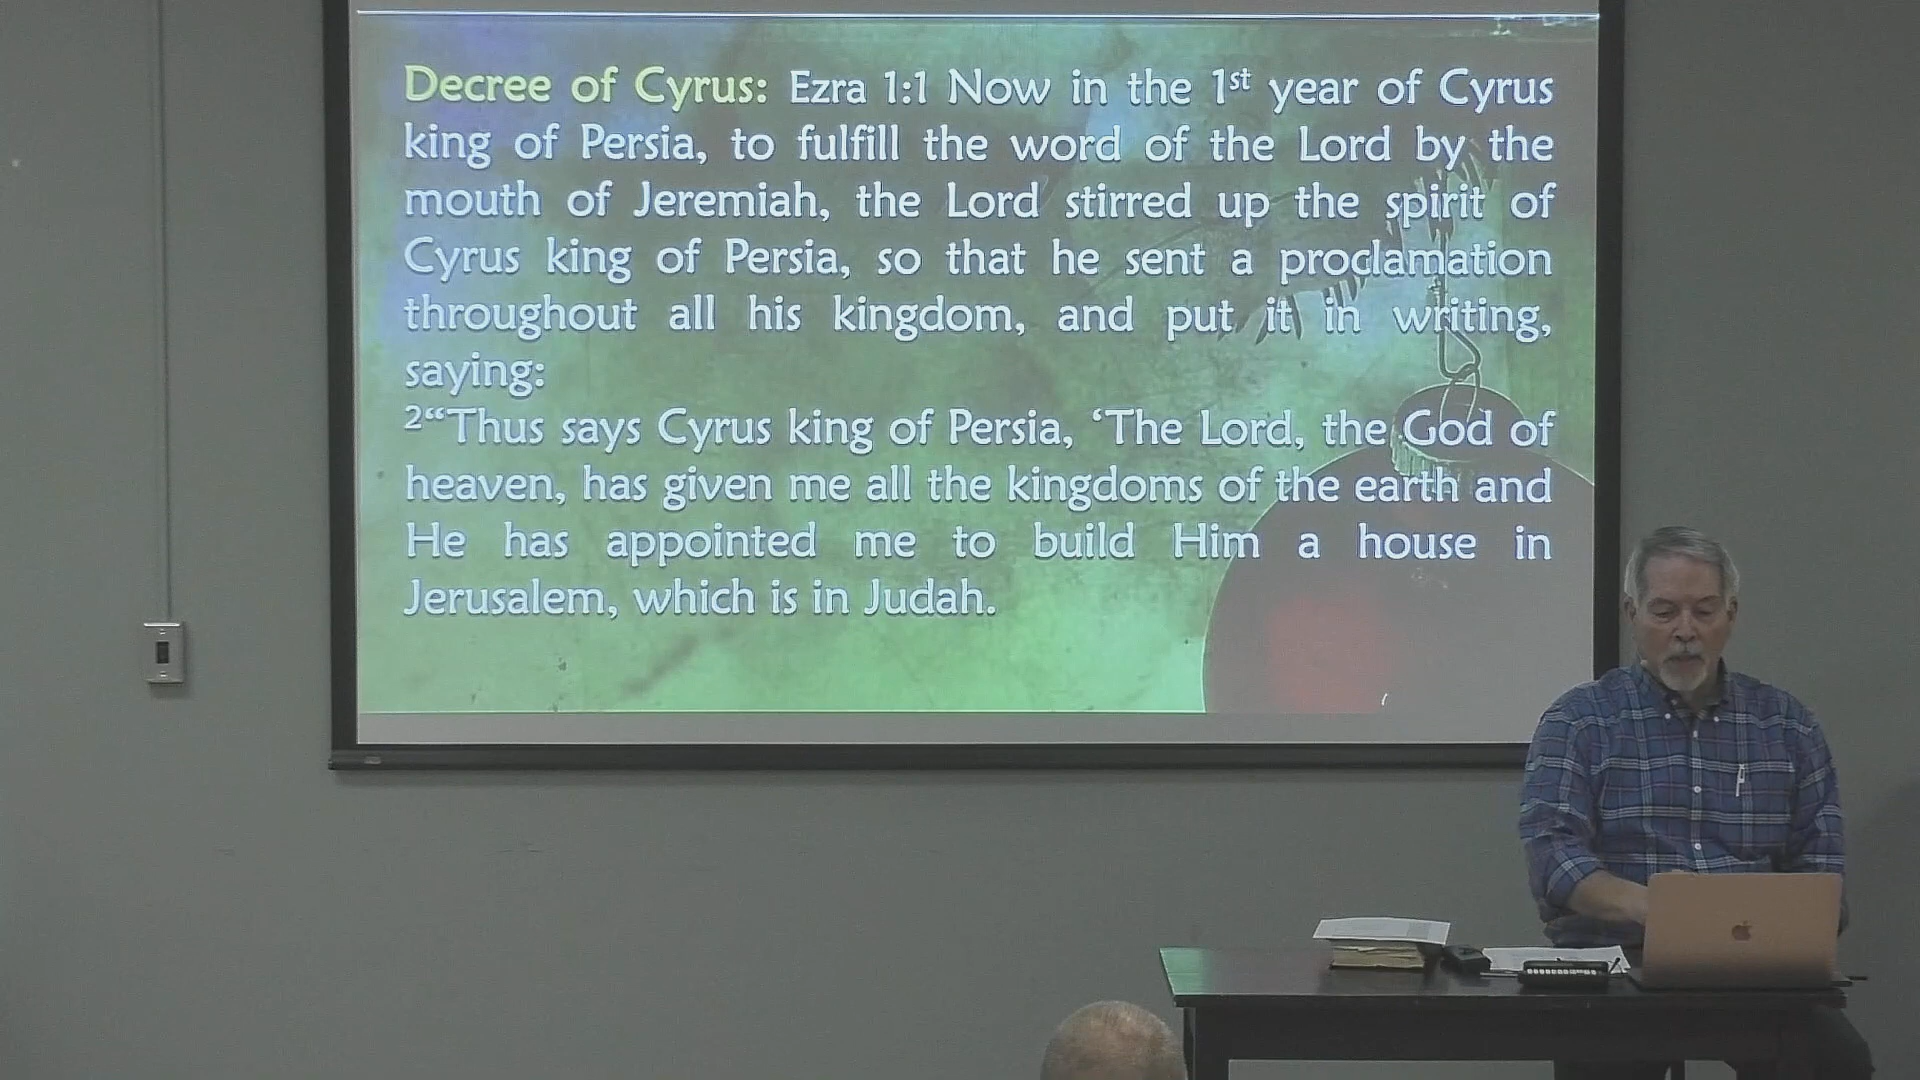 Decree of Cyrus: Ezra 1:1 Now in the 1st year of Cyrus
king of Persia, to fulfill the word of the Lord by the
mouth of Jeremiah, the Lord stirred up the spirit of
Cyrus king of Persia, so that he sent a proclamation
throughout all his kingdom, and put it in writing,
saying:
2“Thus says Cyrus king of Persia, ‘The Lord, the God of
heaven, has given me all the kingdoms of the earth and
He has appointed me to build Him a house in
Jerusalem, which is in Judah.